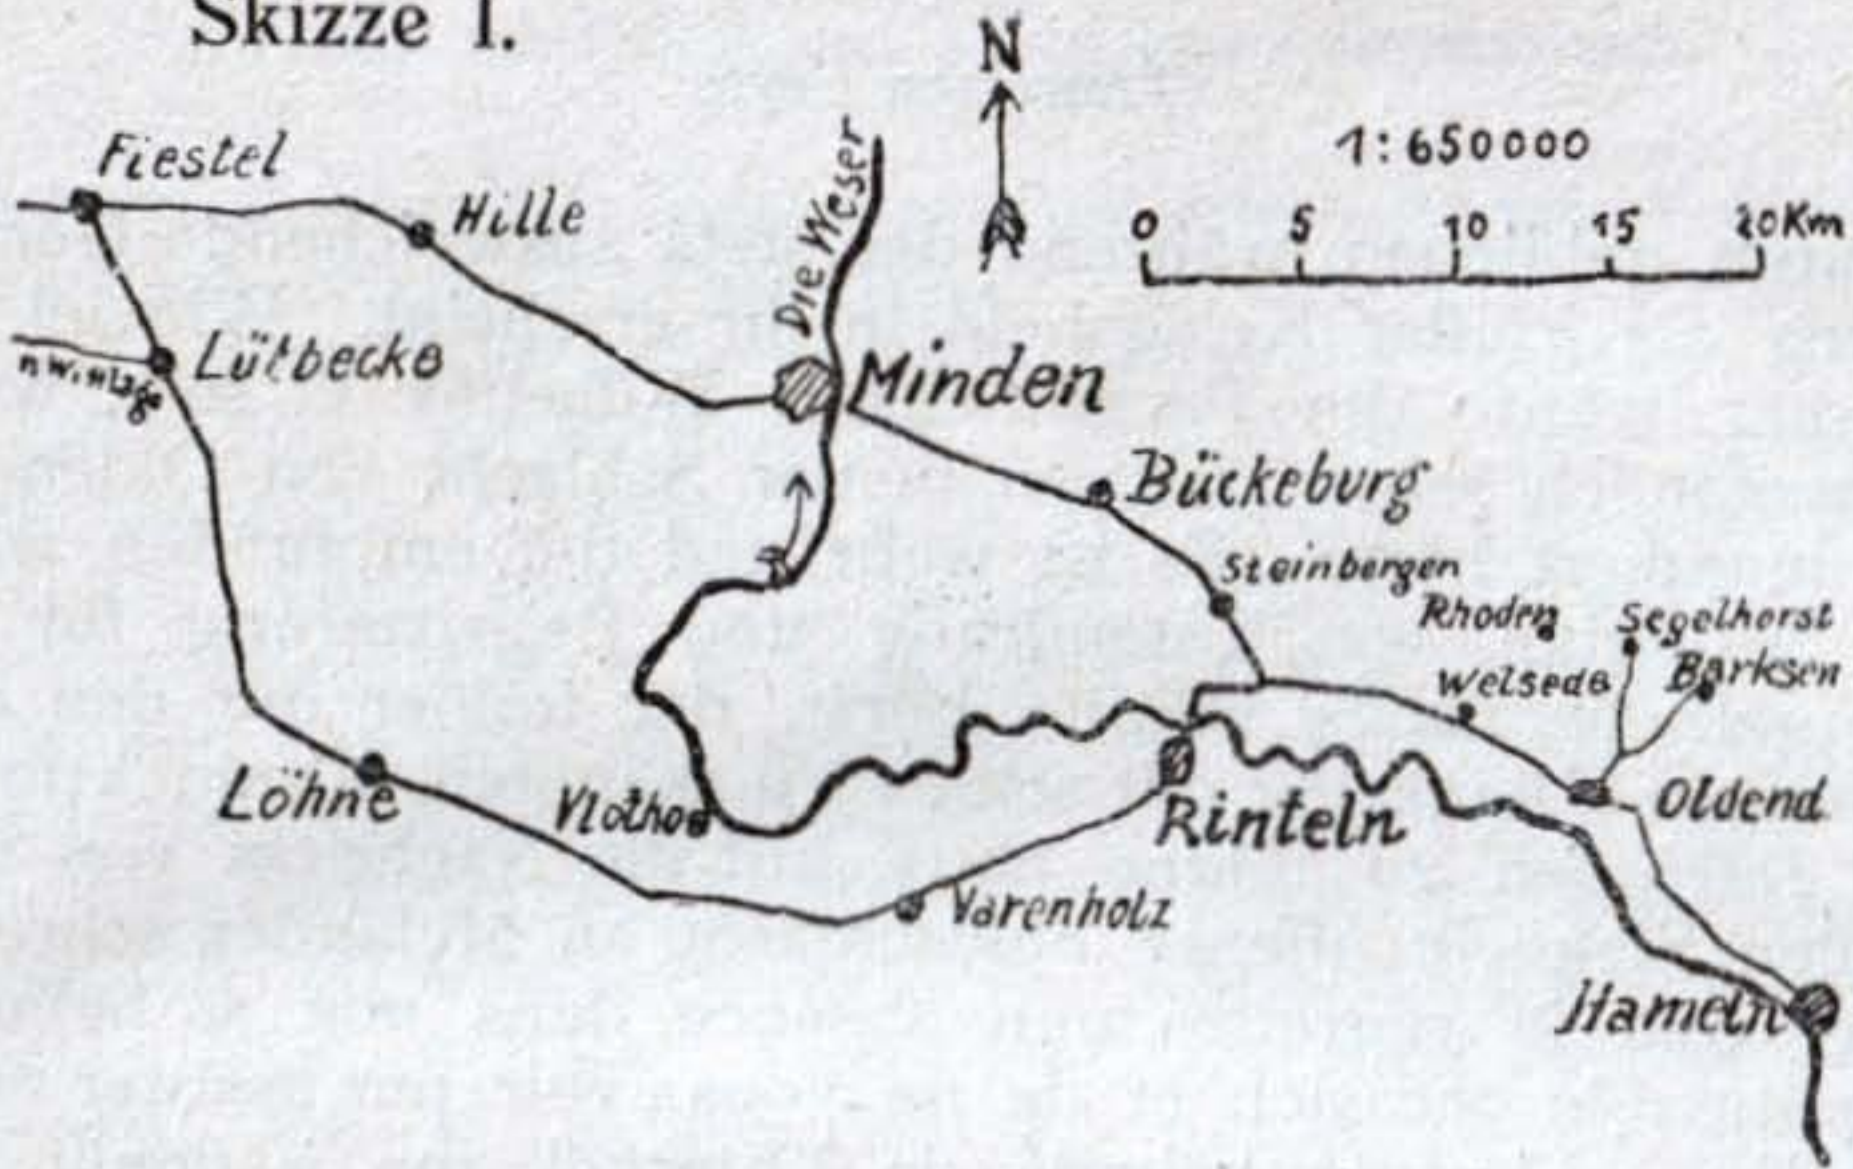 Skizze I.
N
1:650000
0 5 10 15 20Km
Fiestel
Hille
Die Weser
Lütbecke
Minden
Bückeburg
Steinbergen
Rhoden
Segelhorst
Welsede
Barksen
Löhne
Vlotho
Rinteln
Oldend.
Varenholz
Hameln